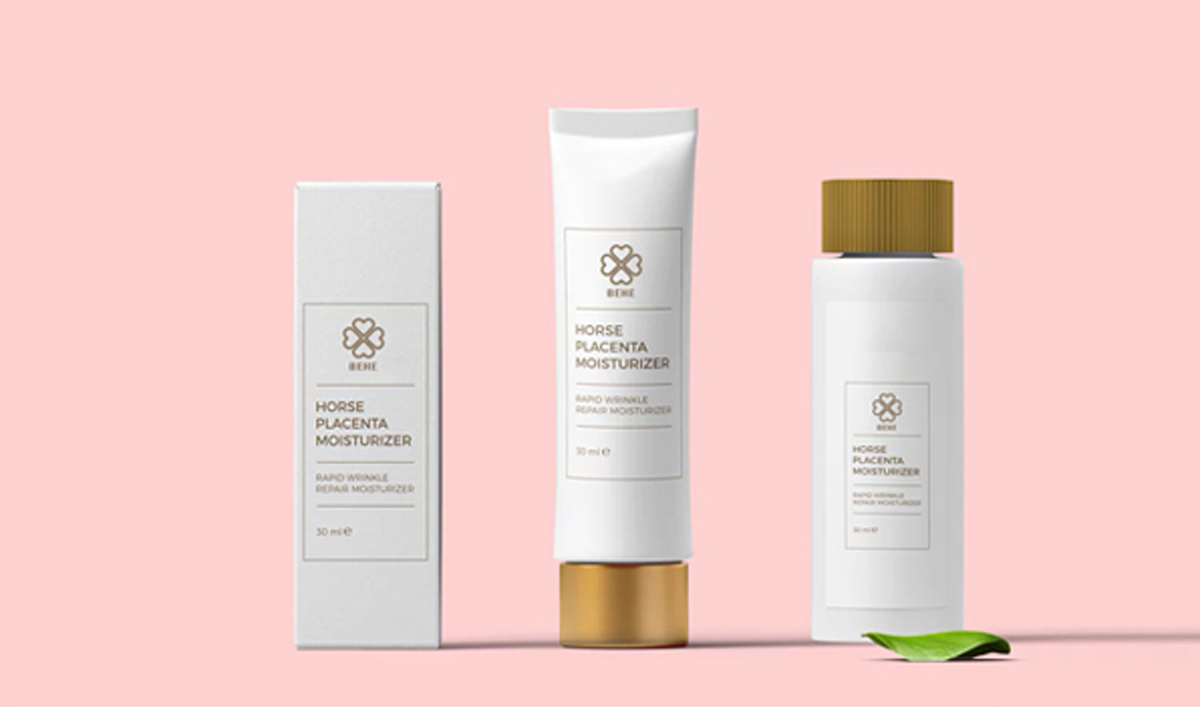 BEHE
HORSE
PLACENTA
MOISTURIZER
RAPID WRINKLE
REPAIR MOISTURIZER
30 ml ℮
BEHE
HORSE
PLACENTA
MOISTURIZER
RAPID WRINKLE
REPAIR MOISTURIZER
30 ml ℮
BEHE
HORSE
PLACENTA
MOISTURIZER
RAPID WRINKLE
REPAIR MOISTURIZER
30 ml ℮